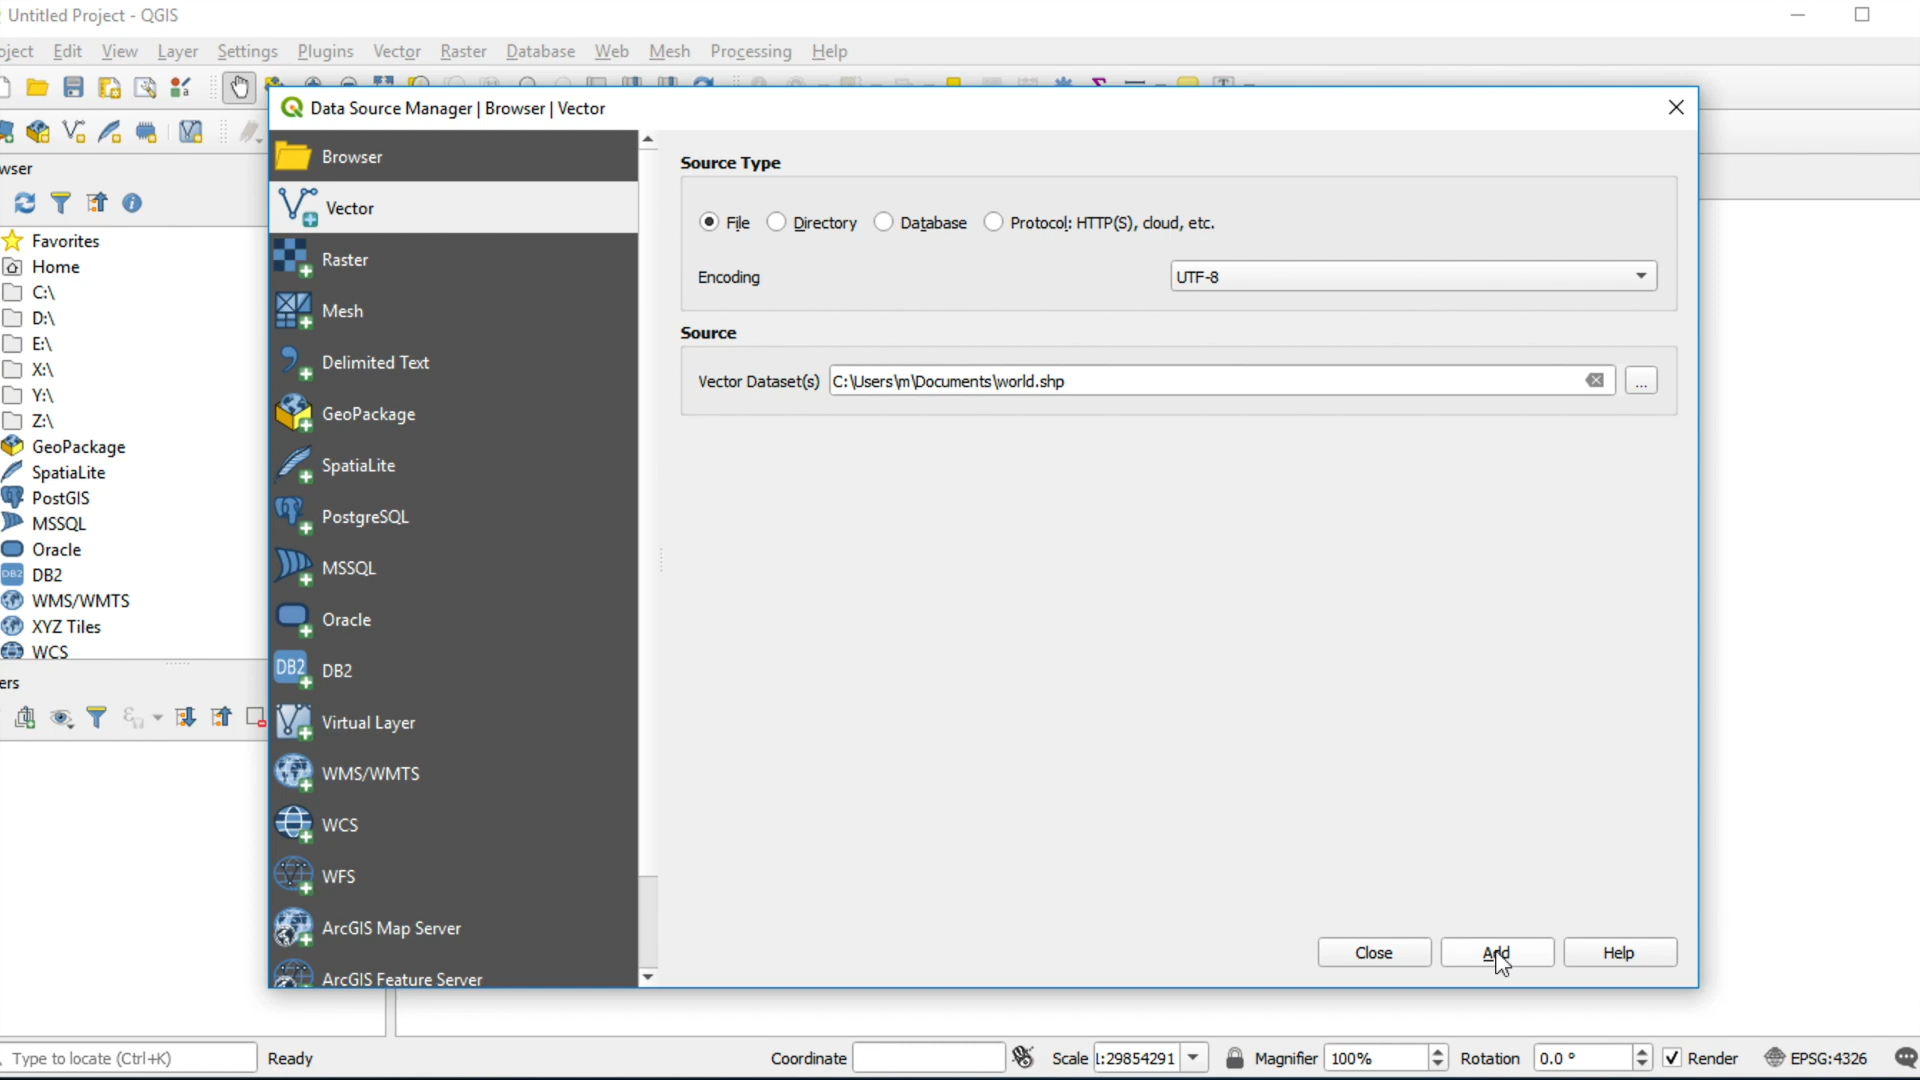 Untitled Project - QGIS
oject Edit View Layer Settings Plugins Vector Raster Database Web Mesh Processing Help
Data Source Manager | Browser | Vector
wser
Favorites
Home
C:\
D:\
E:\
X:\
Y:\
Z:\
GeoPackage
SpatiaLite
PostGIS
MSSQL
Oracle
DB2
WMS/WMTS
XYZ Tiles
WCS
ers
Browser
Vector
Raster
Mesh
Delimited Text
GeoPackage
SpatiaLite
PostgreSQL
MSSQL
Oracle
DB2 DB2
Virtual Layer
WMS/WMTS
WCS
WFS
ArcGIS Map Server
ArcGIS Feature Server
Source Type
File Directory Database Protocol: HTTP(S), cloud, etc.
Encoding UTF-8
Source
Vector Dataset(s) C:\Users\m\Documents\world.shp ...
Close Add Help
Type to locate (Ctrl+K) Ready Coordinate Scale l:29854291 Magnifier 100% Rotation 0.0 ° Render EPSG:4326